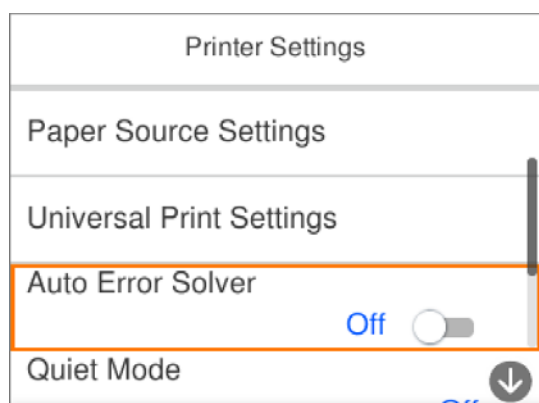 Printer Settings
Paper Source Settings
Universal Print Settings
Auto Error Solver
Off
Quiet Mode